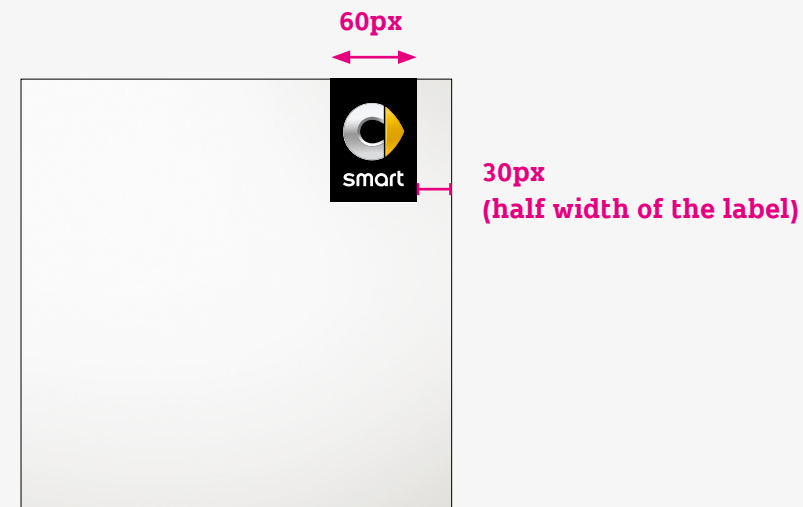 60px
smart
30px
(half width of the label)